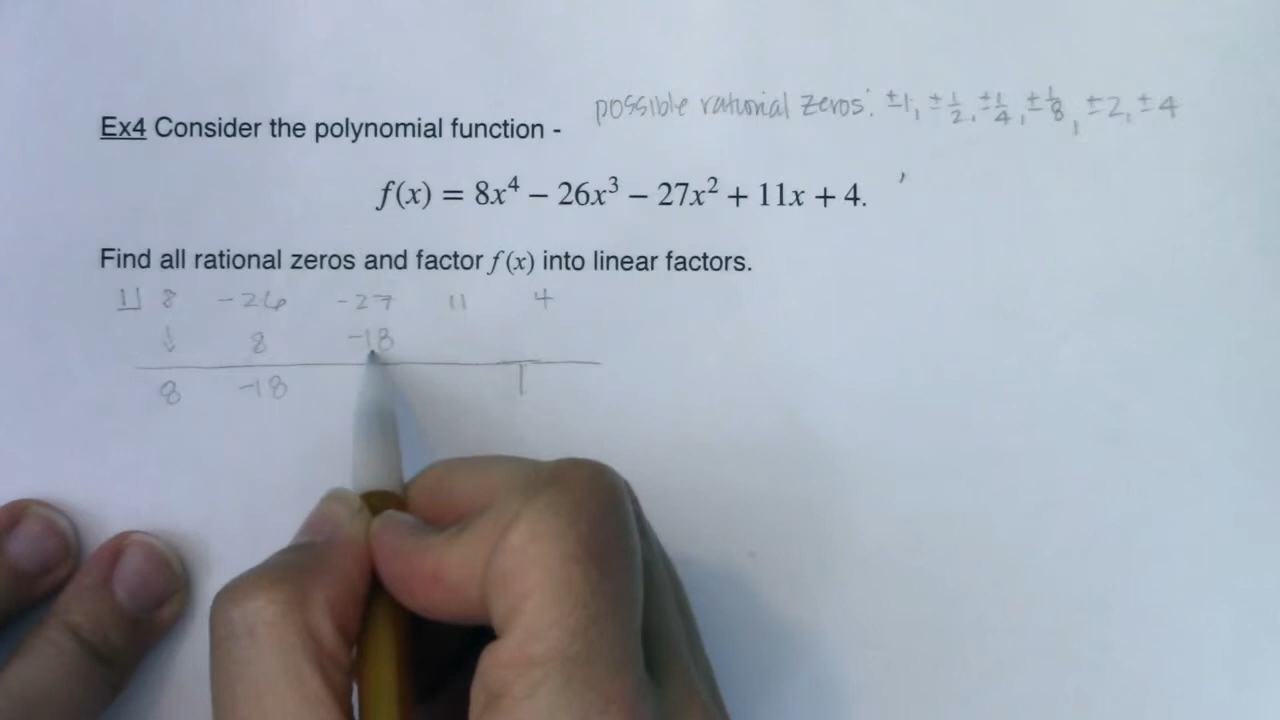 possible rational zeros: ±1, ±1/2, ±1/4, ±1/8, ±2, ±4
Ex4 Consider the polynomial function -
f(x) = 8x⁴ – 26x³ – 27x² + 11x + 4.
Find all rational zeros and factor f(x) into linear factors.
1 8 -26 -27 11 4
↓ 8 -18
8 -18